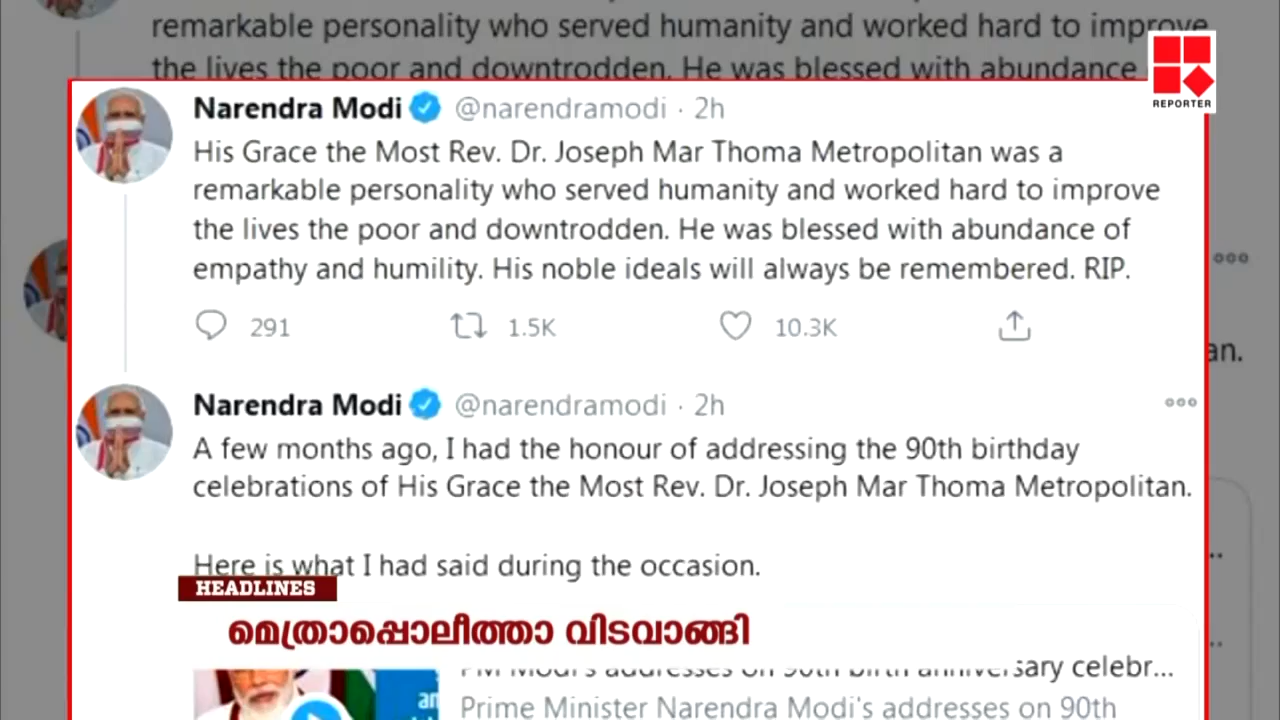 remarkable personality who served humanity and worked hard to improve
the lives the poor and downtrodden. He was blessed with abundance
REPORTER
Narendra Modi @narendramodi · 2h
His Grace the Most Rev. Dr. Joseph Mar Thoma Metropolitan was a
remarkable personality who served humanity and worked hard to improve
the lives the poor and downtrodden. He was blessed with abundance of
empathy and humility. His noble ideals will always be remembered. RIP.
291 1.5K 10.3K
an.
Narendra Modi @narendramodi · 2h
A few months ago, I had the honour of addressing the 90th birthday
celebrations of His Grace the Most Rev. Dr. Joseph Mar Thoma Metropolitan.
Here is what I had said during the occasion.
HEADLINES
മെത്രാപ്പൊലീത്താ വിടവാങ്ങി
PM Modi's addresses on 90th birth anniversary celebr...
Prime Minister Narendra Modi's addresses on 90th
an